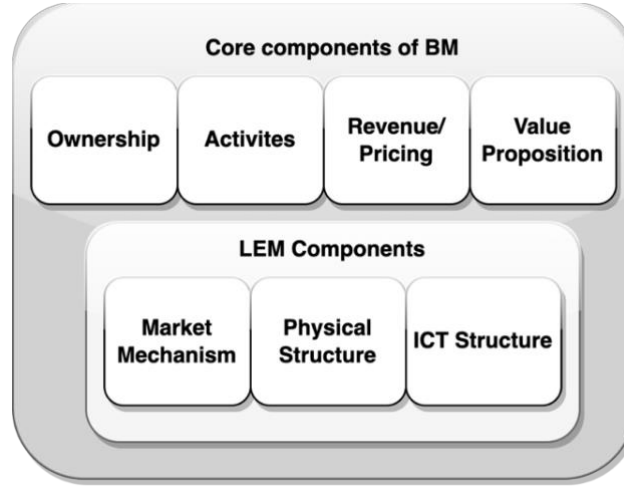 Core components of BM
Ownership
Activites
Revenue/
Pricing
Value
Proposition
LEM Components
Market
Mechanism
Physical
Structure
ICT Structure